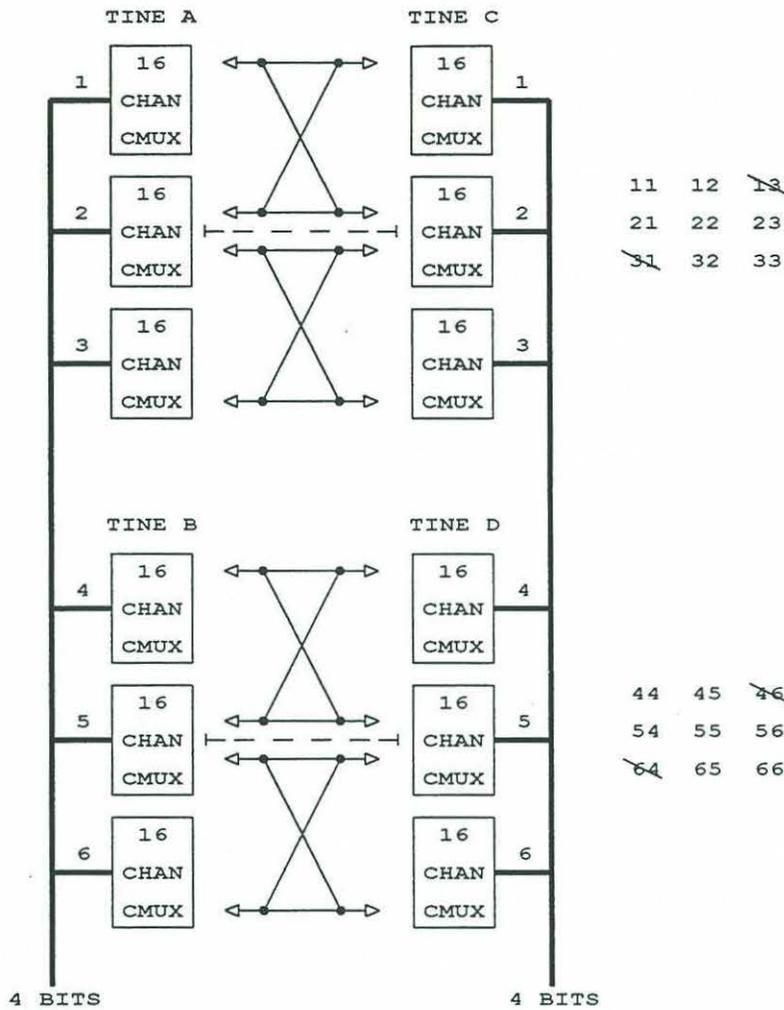 TINE A TINE C
1 16 CHAN CMUX 16 CHAN CMUX 1
2 16 CHAN CMUX 16 CHAN CMUX 2
3 16 CHAN CMUX 16 CHAN CMUX 3
11 12 13
21 22 23
31 32 33
TINE B TINE D
4 16 CHAN CMUX 16 CHAN CMUX 4
5 16 CHAN CMUX 16 CHAN CMUX 5
6 16 CHAN CMUX 16 CHAN CMUX 6
44 45 46
54 55 56
64 65 66
4 BITS 4 BITS